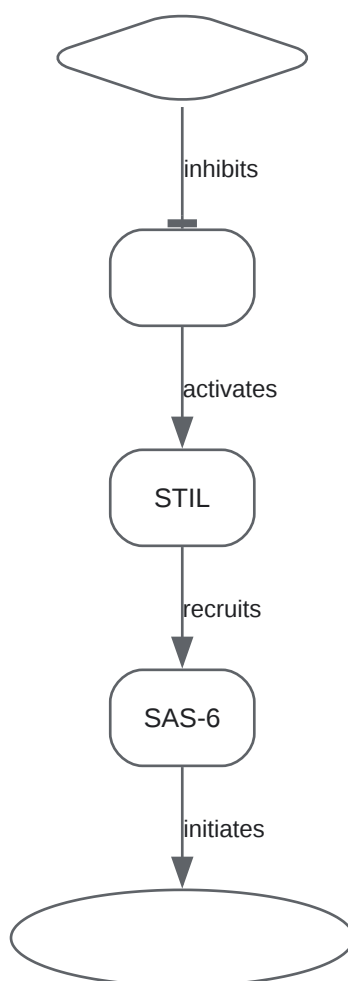 inhibits
activates
STIL
recruits
SAS-6
initiates